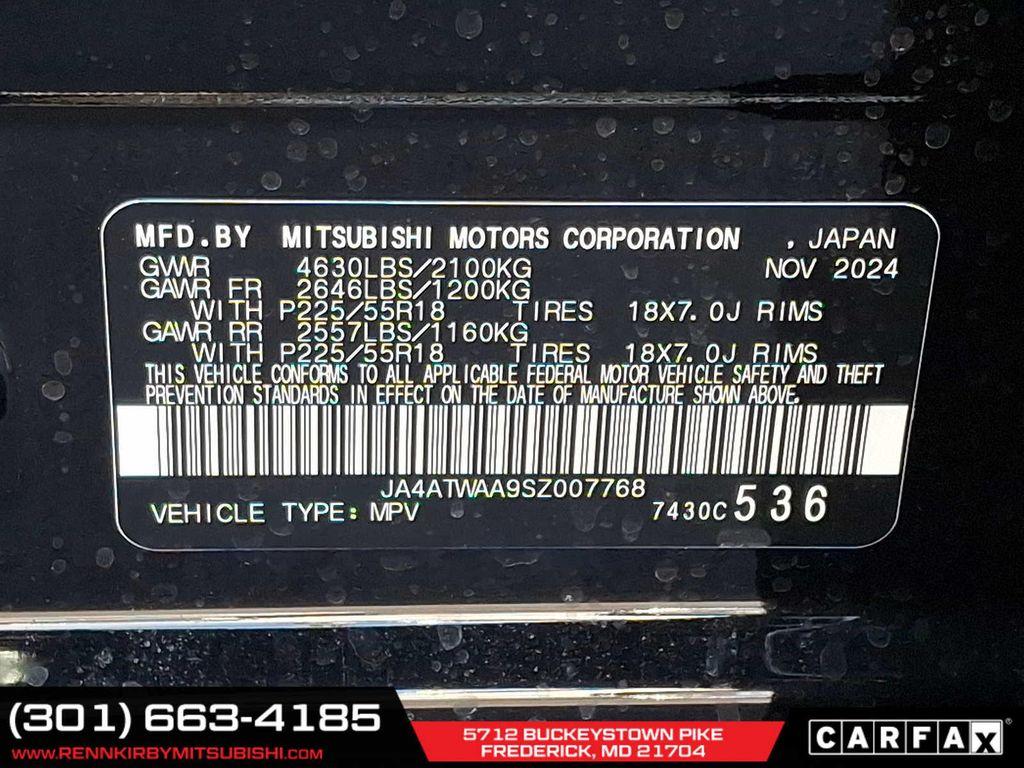 MFD.BY MITSUBISHI MOTORS CORPORATION , JAPAN
GVWR 4630LBS/2100KG NOV 2024
GAWR FR 2646LBS/1200KG
WITH P225/55R18 TIRES 18X7.0J RIMS
GAWR RR 2557LBS/1160KG
WITH P225/55R18 TIRES 18X7.0J RIMS
THIS VEHICLE CONFORMS TO ALL APPLICABLE FEDERAL MOTOR VEHICLE SAFETY AND THEFT
PREVENTION STANDARDS IN EFFECT ON THE DATE OF MANUFACTURE SHOWN ABOVE.
JA4ATWAA9SZ007768
VEHICLE TYPE: MPV 7430C 536
(301) 663-4185
WWW.RENNKIRBYMITSUBISHI.COM
5712 BUCKEYSTOWN PIKE
FREDERICK, MD 21704
CARFAX